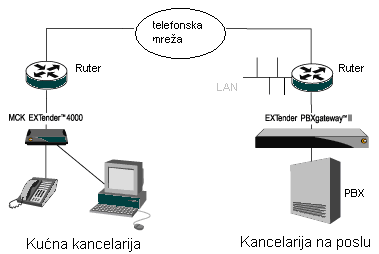 telefonska
mreža
Ruter
Ruter
LAN
MCK EXTender™4000
EXTender PBXgateway™II
PBX
Kućna kancelarija
Kancelarija na poslu